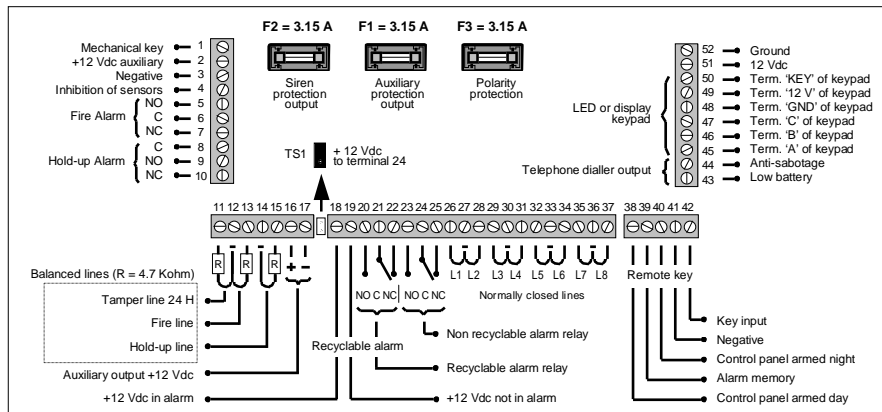 F2 = 3.15 A F1 = 3.15 A F3 = 3.15 A
Siren protection output
Auxiliary protection output
Polarity protection
Mechanical key 1
+12 Vdc auxiliary 2
Negative 3
Inhibition of sensors 4
Fire Alarm
NO 5
C 6
NC 7
Hold-up Alarm
C 8
NO 9
NC 10
TS1
+ 12 Vdc
to terminal 24
52 Ground
51 12 Vdc
50 Term. 'KEY' of keypad
49 Term. '12 V' of keypad
48 Term. 'GND' of keypad
47 Term. 'C' of keypad
46 Term. 'B' of keypad
45 Term. 'A' of keypad
44 Anti-sabotage
43 Low battery
LED or display
keypad
Telephone dialler output
11 12 13 14 15 16 17 18 19 20 21 22 23 24 25 26 27 28 29 30 31 32 33 34 35 36 37 38 39 40 41 42
R R R + −
L1 L2 L3 L4 L5 L6 L7 L8
NO C NC NO C NC
Normally closed lines
Remote key
Balanced lines (R = 4.7 Kohm)
Tamper line 24 H
Fire line
Hold-up line
Auxiliary output +12 Vdc
+12 Vdc in alarm
Recyclable alarm
Non recyclable alarm relay
Recyclable alarm relay
+12 Vdc not in alarm
Key input
Negative
Control panel armed night
Alarm memory
Control panel armed day